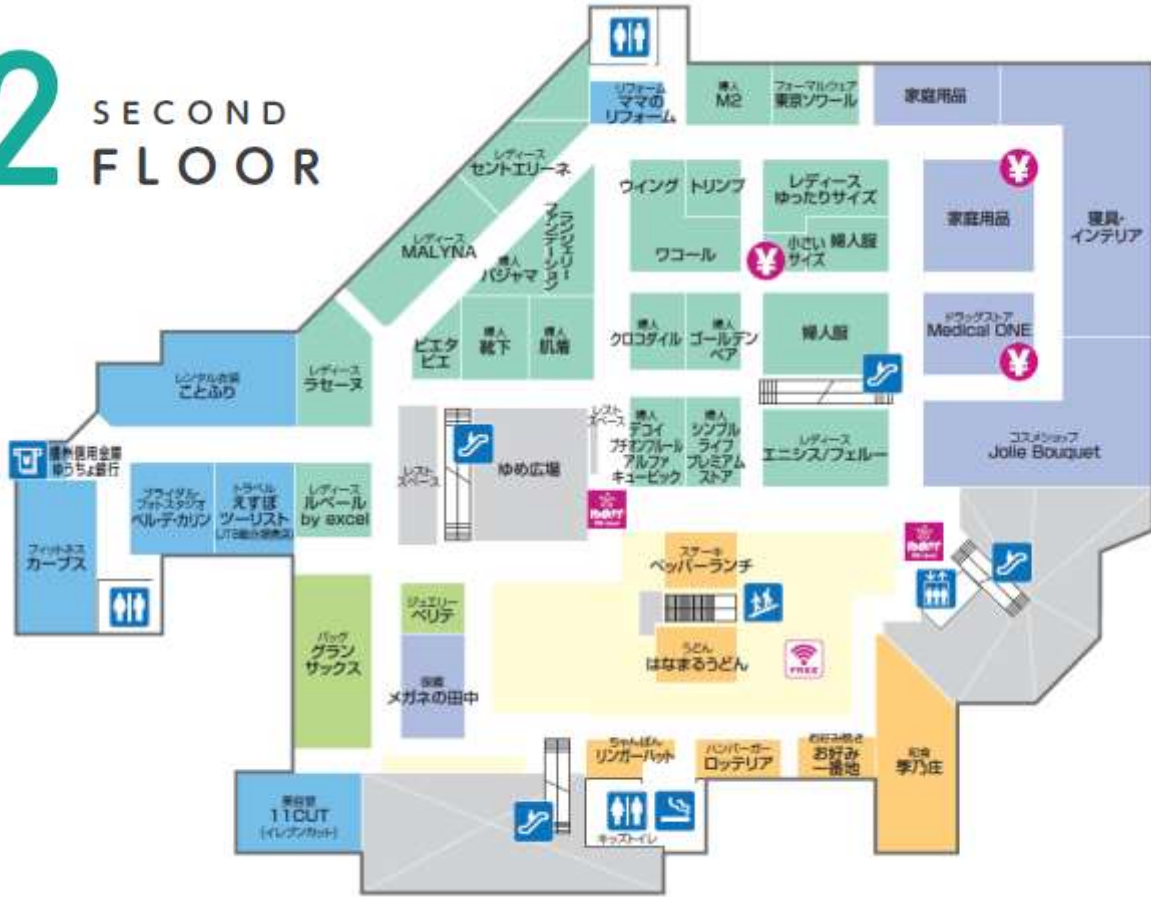 2
SECOND
FLOOR
リフォーム
ママの
リフォーム
婦人
M2
フォーマルウェア
東京ソワール
家庭用品
レディース
セントエリーネ
ウイング
トリンプ
レディース
ゆったりサイズ
家庭用品
寝具・
インテリア
レディース
MALYNA
婦人
パジャマ
ランジェリー
ファンデーション
ワコール
小さい
サイズ
婦人服
ピエタ
ピエ
婦人
靴下
婦人
肌着
婦人
クロコダイル
婦人
ゴールデン
ベア
婦人服
ドラッグストア
Medical ONE
レンタル衣裳
ことふり
レディース
ラセーヌ
レスト
スペース
ゆめ広場
レスト
スペース
婦人
デコイ
プチオンフルール
アルファ
キュービック
婦人
シンプル
ライフ
プレミアム
ストア
レディース
エニシス/フェルー
コスメショップ
Jolie Bouquet
播州信用金庫
ゆうちょ銀行
フィットネス
カーブス
ブライダル・
フォトスタジオ
ベル・デ・カリン
トラベル
えすぽ
ツーリスト
レディース
ルベール
by excel
ステーキ
ペッパーランチ
うどん
はなまるうどん
FREE
バッグ
グラン
サックス
ジュエリー
ベリテ
眼鏡
メガネの田中
ちゃんぽん
リンガーハット
ハンバーガー
ロッテリア
お好み焼き
お好み
一番地
和食
季乃庄
美容室
11CUT
(イレブンカット)
キッズトイレ